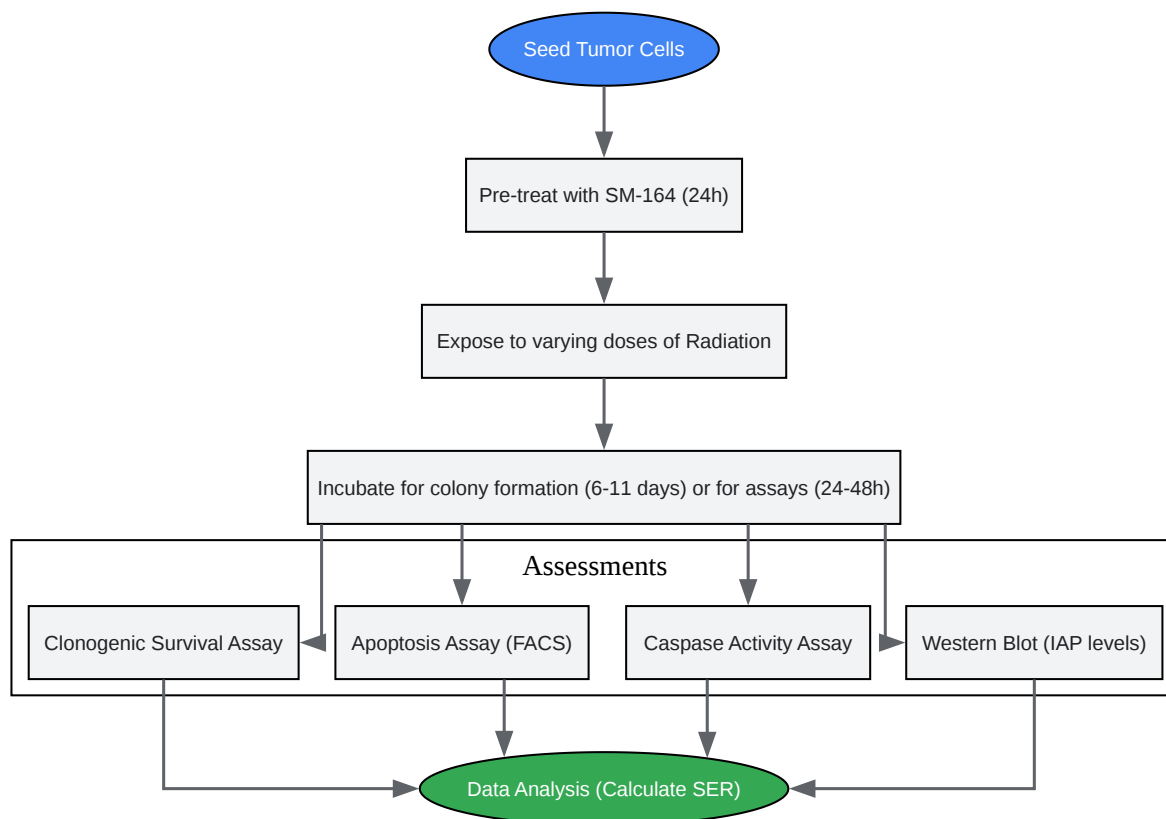 Seed Tumor Cells
Pre-treat with SM-164 (24h)
Expose to varying doses of Radiation
Incubate for colony formation (6-11 days) or for assays (24-48h)
Assessments
Clonogenic Survival Assay
Apoptosis Assay (FACS)
Caspase Activity Assay
Western Blot (IAP levels)
Data Analysis (Calculate SER)